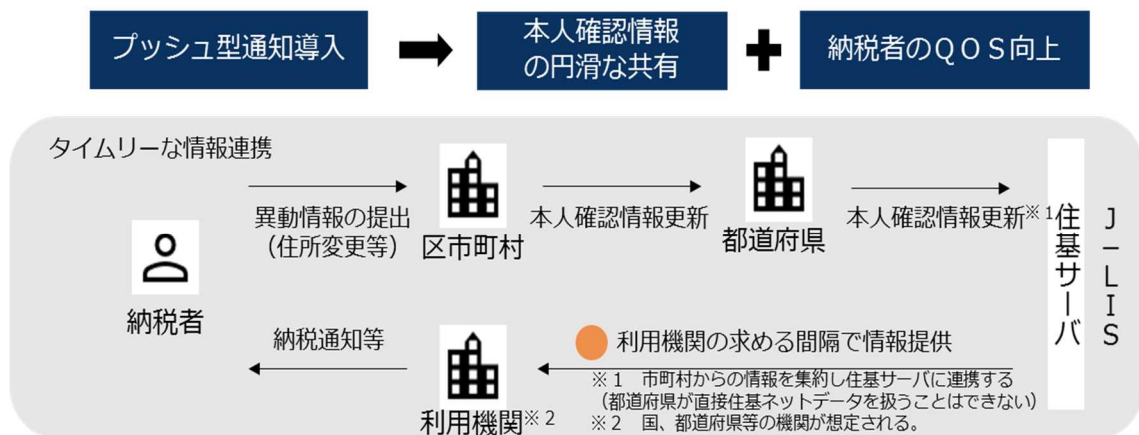 プッシュ型通知導入
本人確認情報
の円滑な共有
納税者のＱＯＳ向上
タイムリーな情報連携
異動情報の提出
（住所変更等）
区市町村
本人確認情報更新
都道府県
本人確認情報更新※１
住基サーバ
Ｊ－ＬＩＳ
納税者
納税通知等
利用機関※２
利用機関の求める間隔で情報提供
※１　市町村からの情報を集約し住基サーバに連携する
（都道府県が直接住基ネットデータを扱うことはできない）
※２　国、都道府県等の機関が想定される。